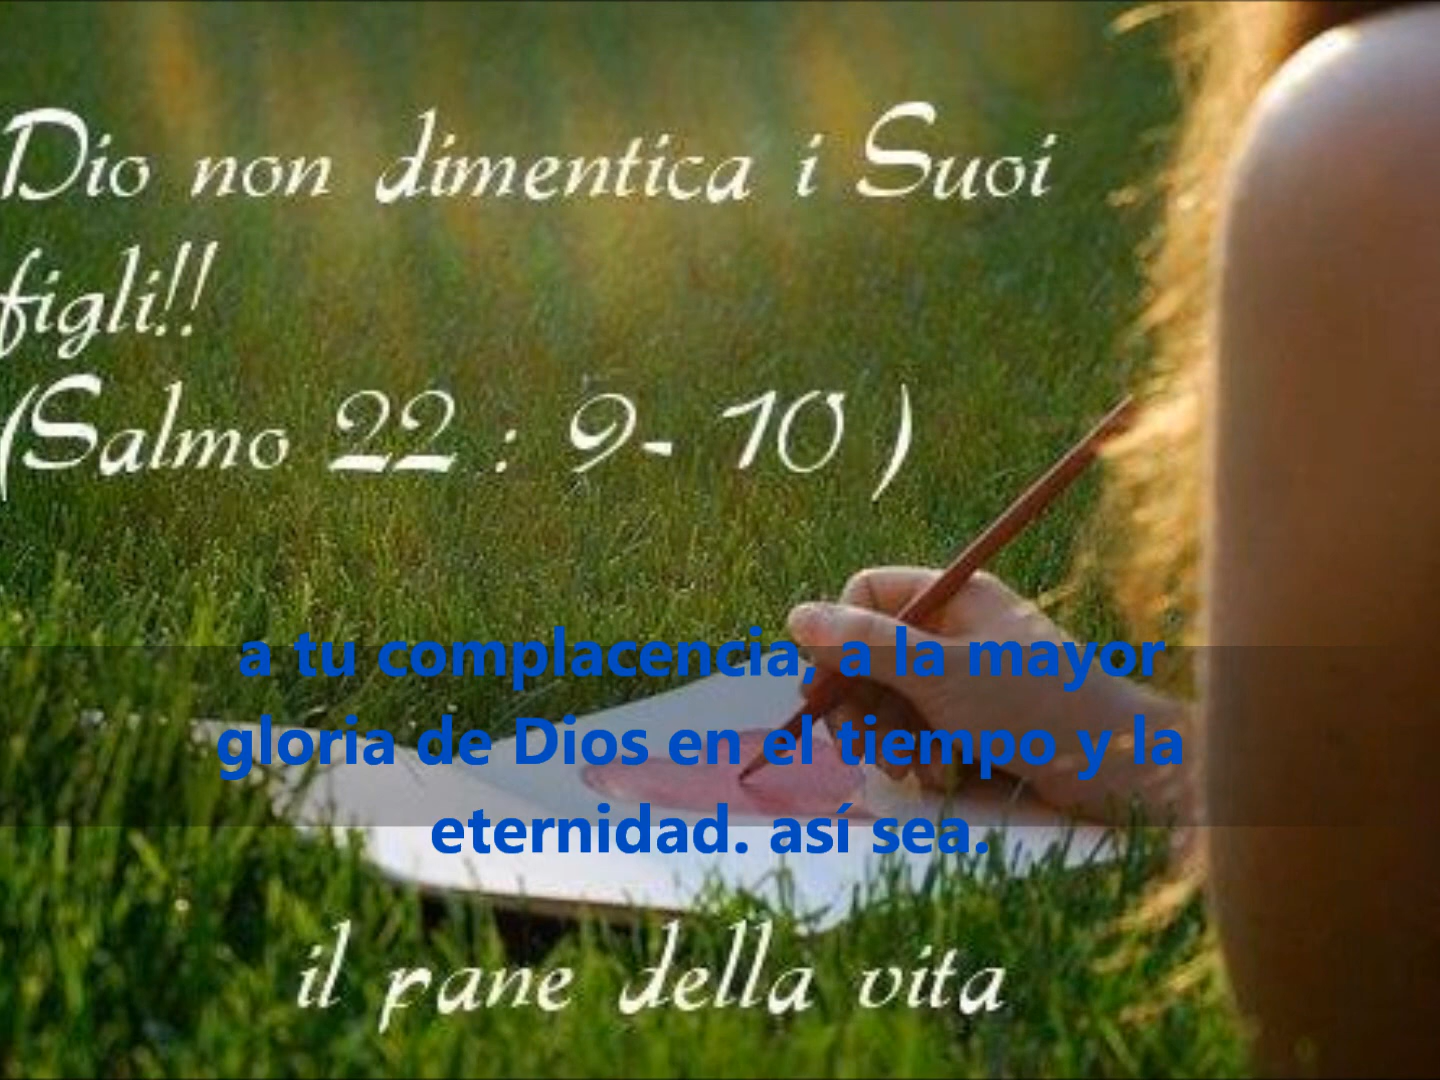 Dio non dimentica i Suoi
figli!!
(Salmo 22 : 9- 10 )
a tu complacencia, a la mayor
gloria de Dios en el tiempo y la
eternidad. así sea.
il pane della vita